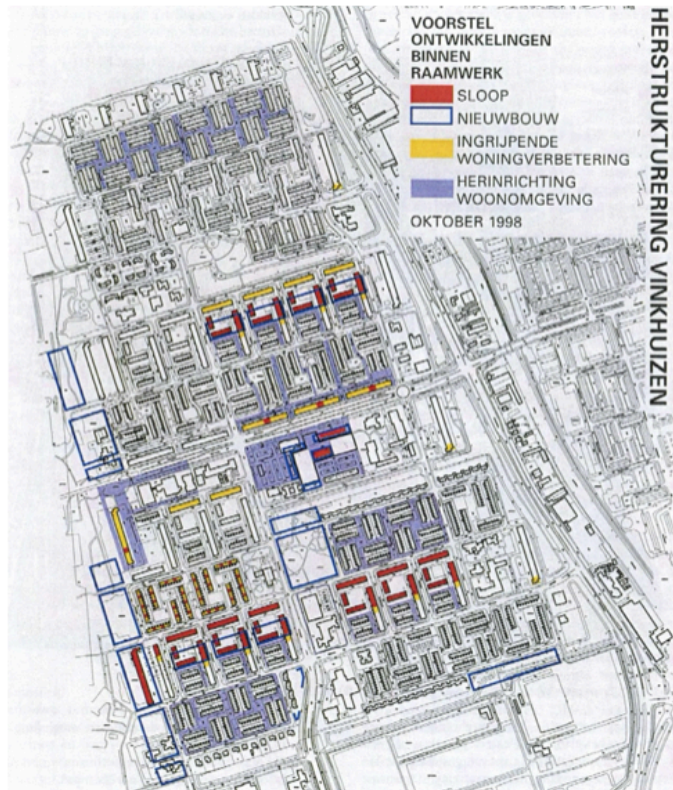 VOORSTEL
ONTWIKKELINGEN
BINNEN
RAAMWERK
SLOOP
NIEUWBOUW
INGRIJPENDE
WONINGVERBETERING
HERINRICHTING
WOONOMGEVING
OKTOBER 1998
HERSTRUKTURERING VINKHUIZEN